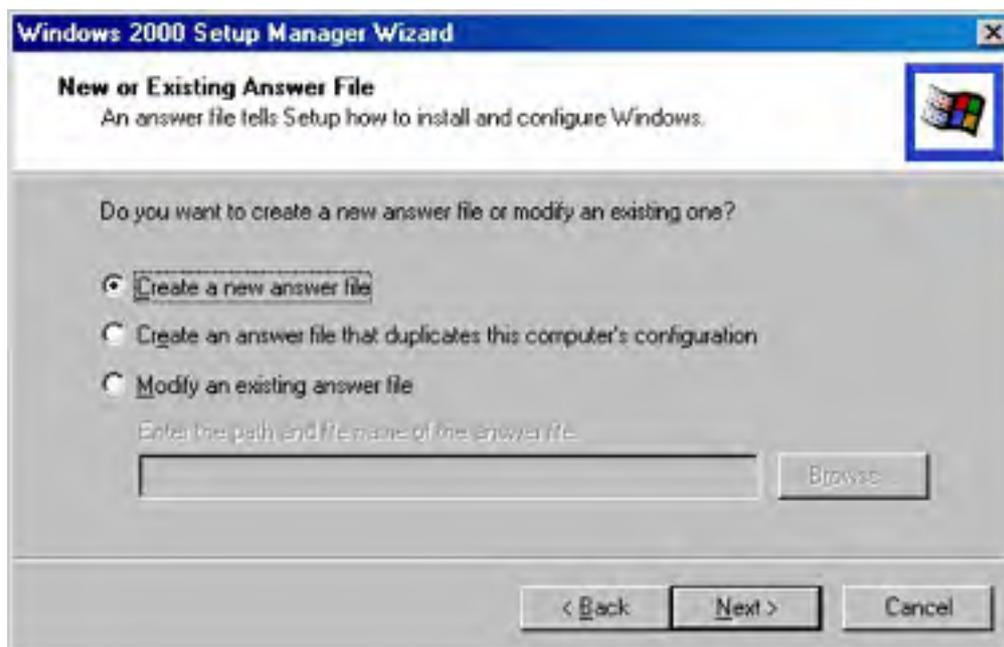 Windows 2000 Setup Manager Wizard
New or Existing Answer File
An answer file tells Setup how to install and configure Windows.
Do you want to create a new answer file or modify an existing one?
Create a new answer file
Create an answer file that duplicates this computer's configuration
Modify an existing answer file
Enter the path and file name of the answer file.
Browse...
< Back
Next >
Cancel